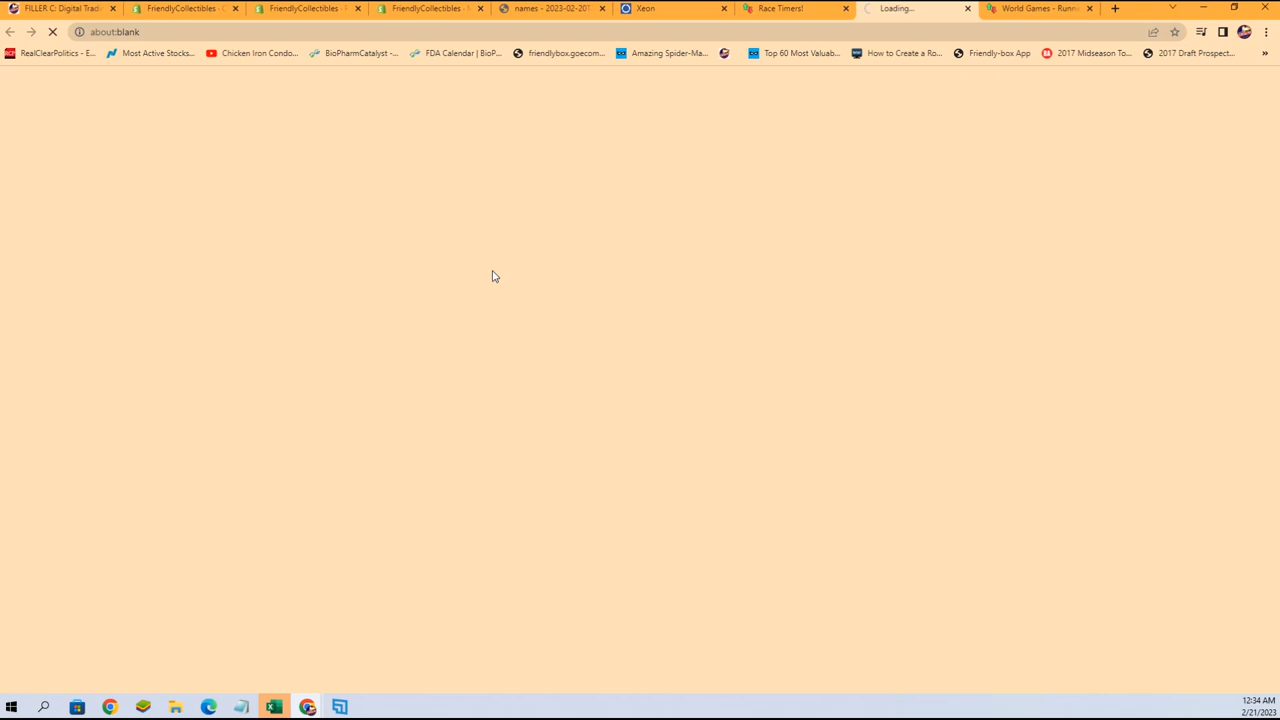 FILLER C: Digital Tradi
FriendlyCollectibles -
FriendlyCollectibles -
FriendlyCollectibles -
names - 2023-02-20T
Xeon
Race Timers!
Loading...
World Games - Runn
about:blank
RealClearPolitics - E...
Most Active Stocks...
Chicken Iron Condo...
BioPharmCatalyst -...
FDA Calendar | BioP...
friendlybox.goecom...
Amazing Spider-Ma...
Top 60 Most Valuab...
How to Create a Ro...
Friendly-box App
2017 Midseason To...
2017 Draft Prospect...
»
12:34 AM
2/21/2023